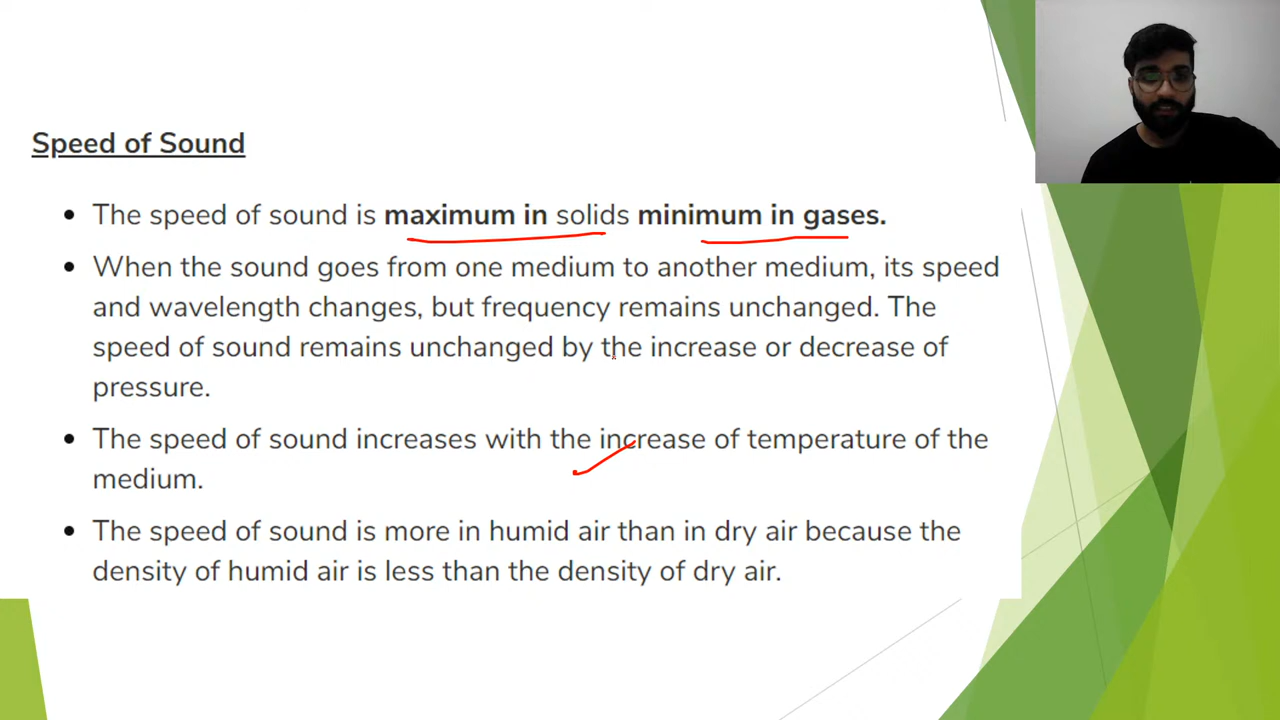 Speed of Sound
• The speed of sound is maximum in solids minimum in gases.
• When the sound goes from one medium to another medium, its speed
and wavelength changes, but frequency remains unchanged. The
speed of sound remains unchanged by the increase or decrease of
pressure.
• The speed of sound increases with the increase of temperature of the
medium.
• The speed of sound is more in humid air than in dry air because the
density of humid air is less than the density of dry air.